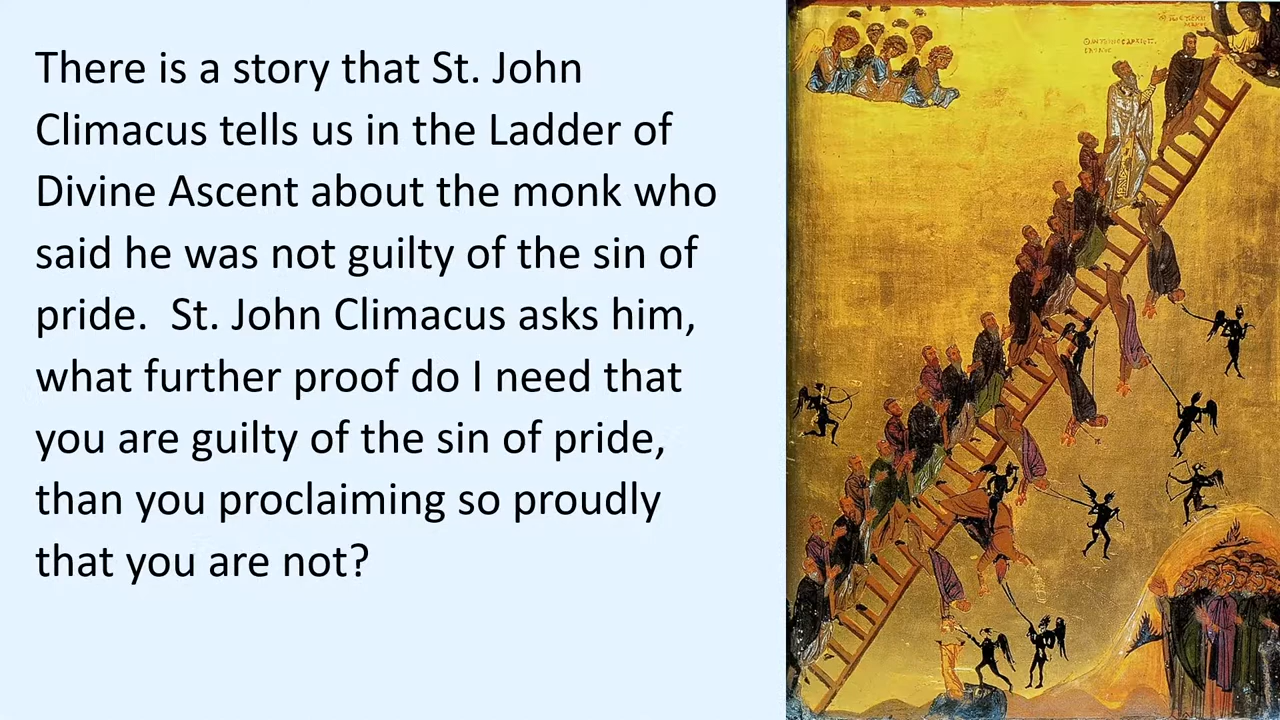 There is a story that St. John
Climacus tells us in the Ladder of
Divine Ascent about the monk who
said he was not guilty of the sin of
pride.  St. John Climacus asks him,
what further proof do I need that
you are guilty of the sin of pride,
than you proclaiming so proudly
that you are not?